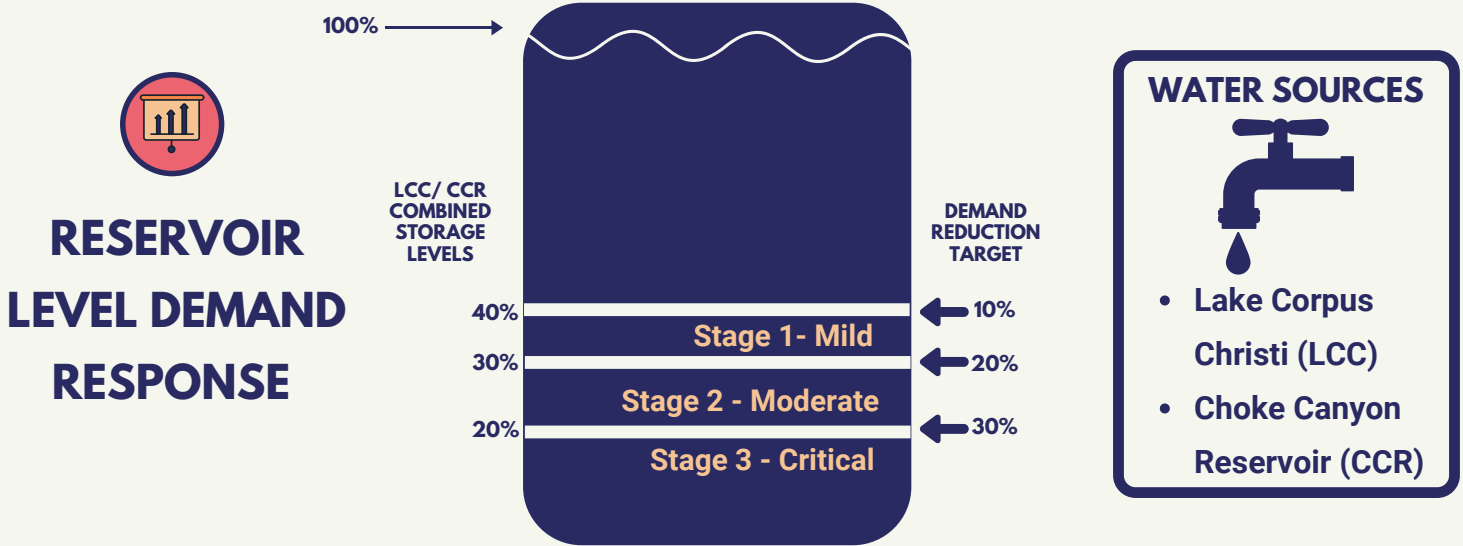 RESERVOIR
LEVEL DEMAND
RESPONSE
100%
LCC/ CCR
COMBINED
STORAGE
LEVELS
40%
30%
20%
Stage 1- Mild
Stage 2 - Moderate
Stage 3 - Critical
DEMAND
REDUCTION
TARGET
10%
20%
30%
WATER SOURCES
• Lake Corpus
Christi (LCC)
• Choke Canyon
Reservoir (CCR)